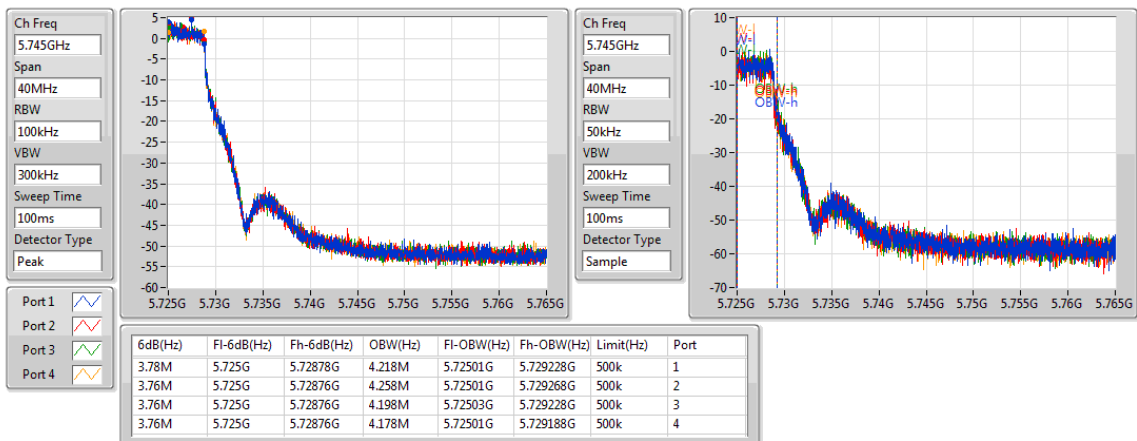 Ch Freq
5.745GHz
Span
40MHz
RBW
100kHz
VBW
300kHz
Sweep Time
100ms
Detector Type
Peak
5
0
-5
-10
-15
-20
-25
-30
-35
-40
-45
-50
-55
-60
5.725G 5.73G 5.735G 5.74G 5.745G 5.75G 5.755G 5.76G 5.765G
Ch Freq
5.745GHz
Span
40MHz
RBW
50kHz
VBW
200kHz
Sweep Time
100ms
Detector Type
Sample
10
0
-10
-20
-30
-40
-50
-60
-70
OBW-h
OBW-h
5.725G 5.73G 5.735G 5.74G 5.745G 5.75G 5.755G 5.76G 5.765G
Port 1
Port 2
Port 3
Port 4
6dB(Hz) Fl-6dB(Hz) Fh-6dB(Hz) OBW(Hz) Fl-OBW(Hz) Fh-OBW(Hz) Limit(Hz) Port
3.78M 5.725G 5.72878G 4.218M 5.72501G 5.729228G 500k 1
3.76M 5.725G 5.72876G 4.258M 5.72501G 5.729268G 500k 2
3.76M 5.725G 5.72876G 4.198M 5.72503G 5.729228G 500k 3
3.76M 5.725G 5.72876G 4.178M 5.72501G 5.729188G 500k 4